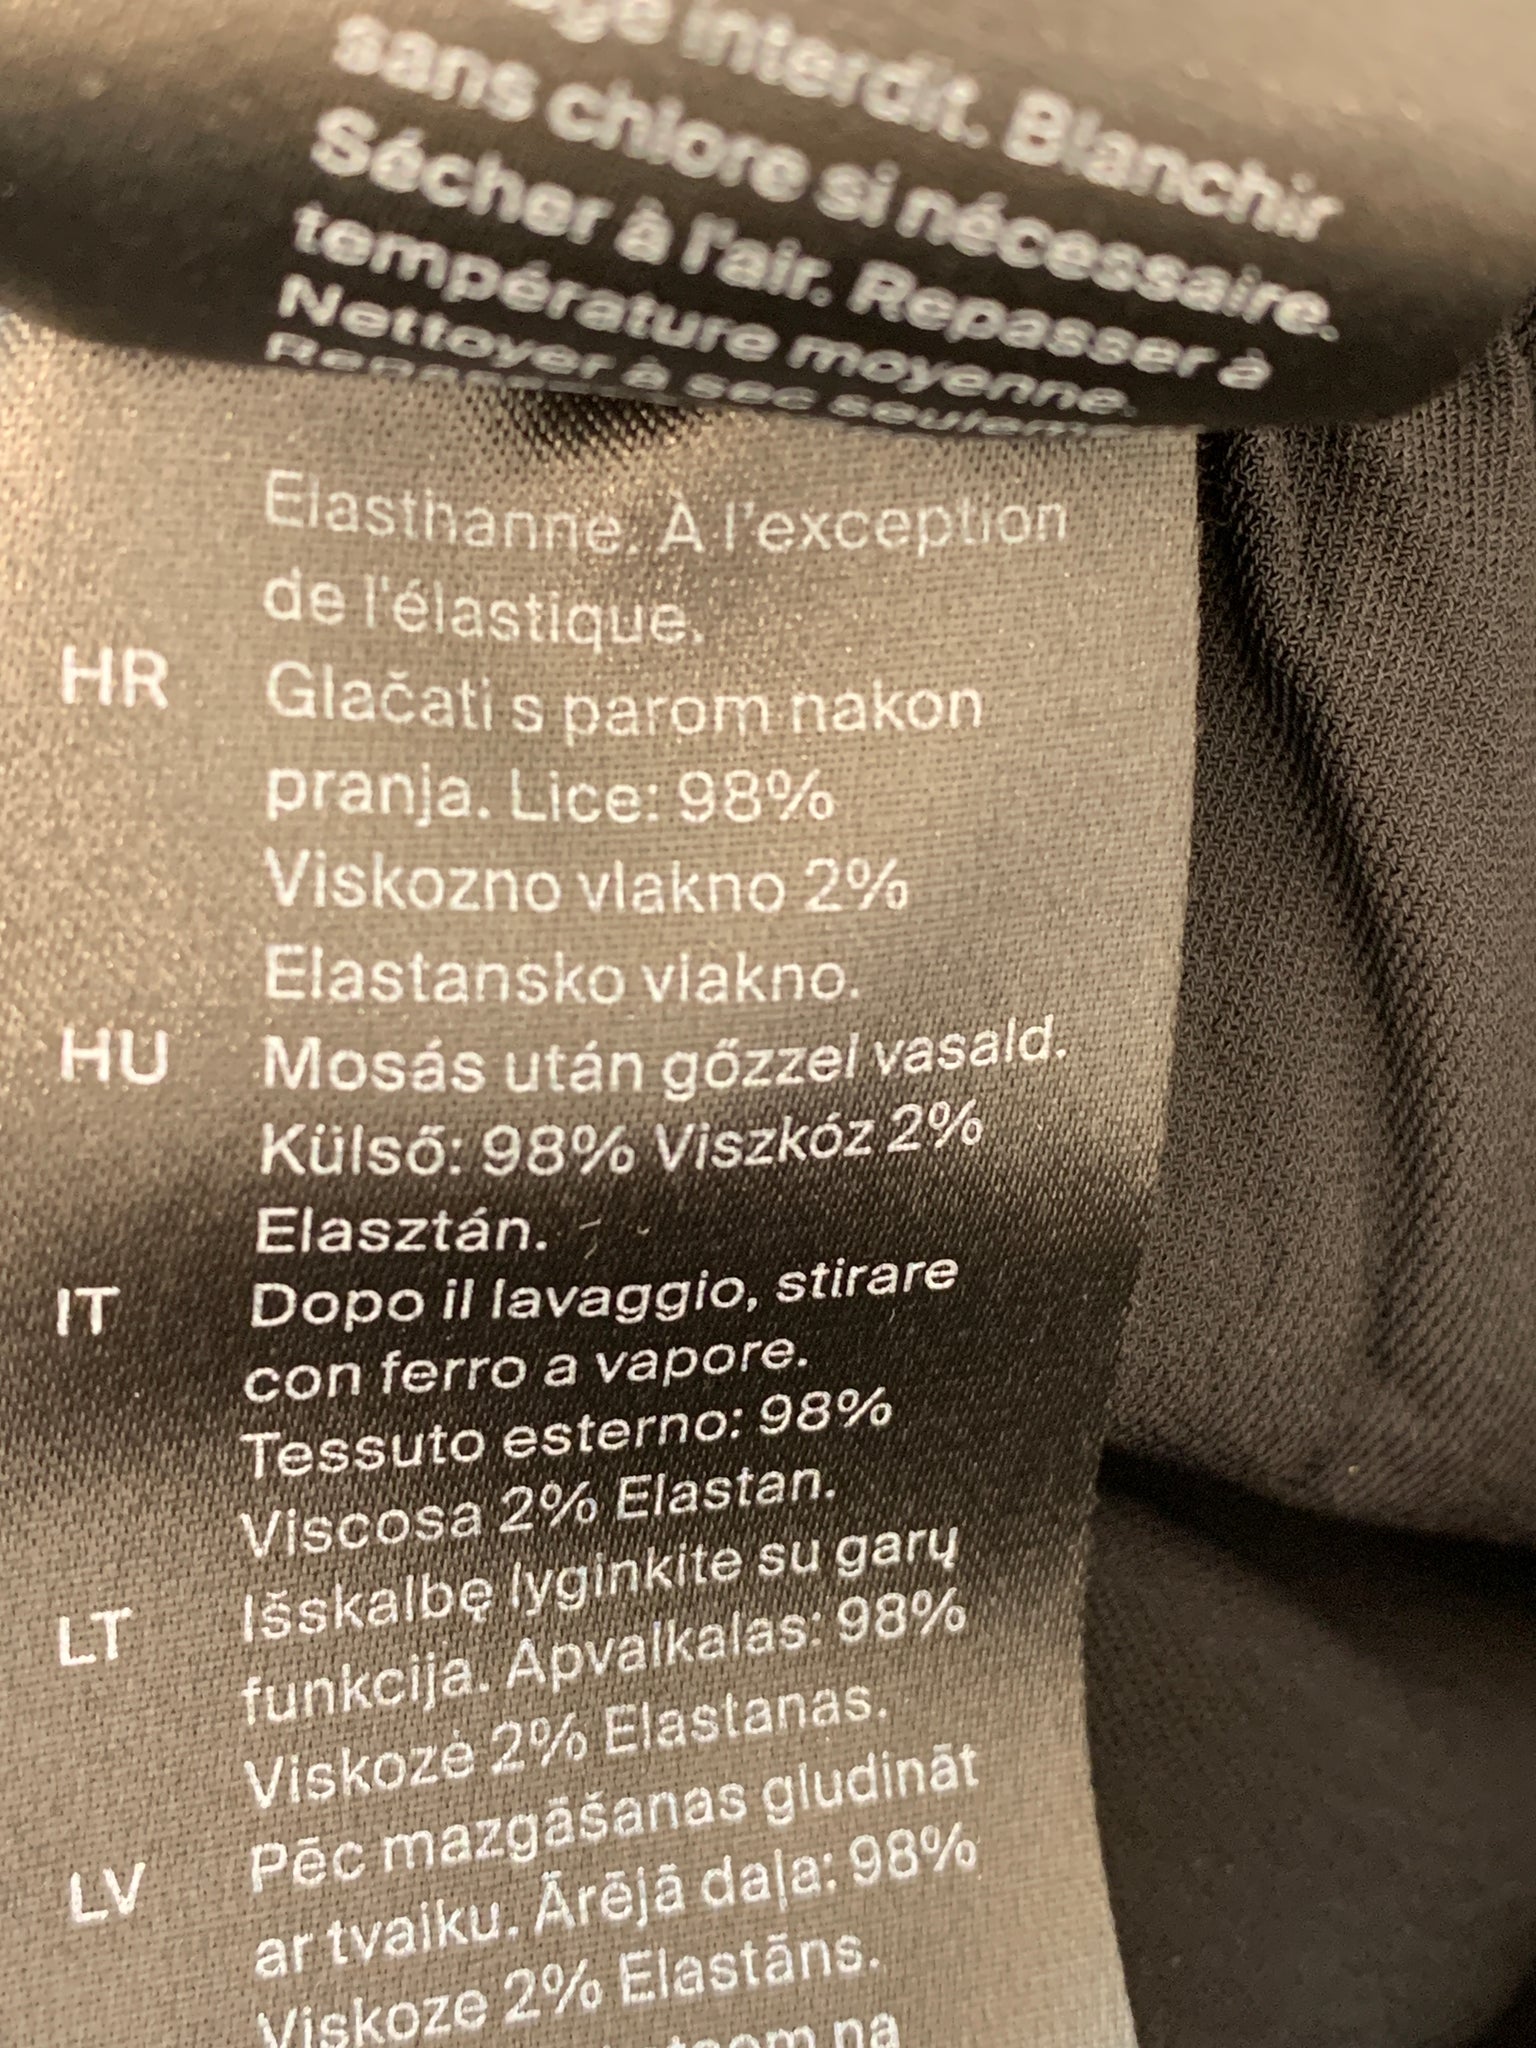 interdit. Blanchir
sans chlore si nécessaire.
Sécher à l'air. Repasser à
température moyenne.
Nettoyer à sec
Elasthanne. À l'exception
de l'élastique.
HR Glačati s parom nakon
pranja. Lice: 98%
Viskozno vlakno 2%
Elastansko vlakno.
HU Mosás után gőzzel vasald.
Külső: 98% Viszkóz 2%
Elasztán.
IT Dopo il lavaggio, stirare
con ferro a vapore.
Tessuto esterno: 98%
Viscosa 2% Elastan.
LT Išskalbę lyginkite su garų
funkcija. Apvalkalas: 98%
Viskozė 2% Elastanas.
LV Pēc mazgāšanas gludināt
ar tvaiku. Ārējā daļa: 98%
Viskoze 2% Elastāns.
na